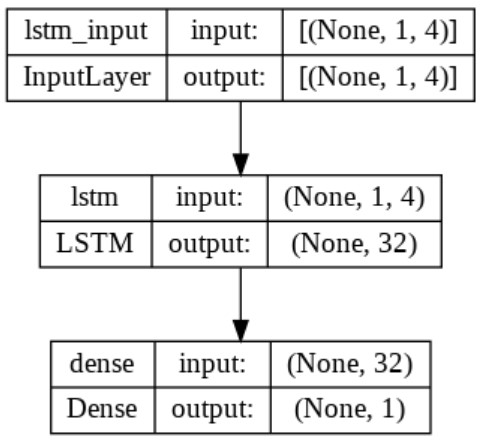 lstm_input input: [(None, 1, 4)]
InputLayer output: [(None, 1, 4)]
lstm input: (None, 1, 4)
LSTM output: (None, 32)
dense input: (None, 32)
Dense output: (None, 1)